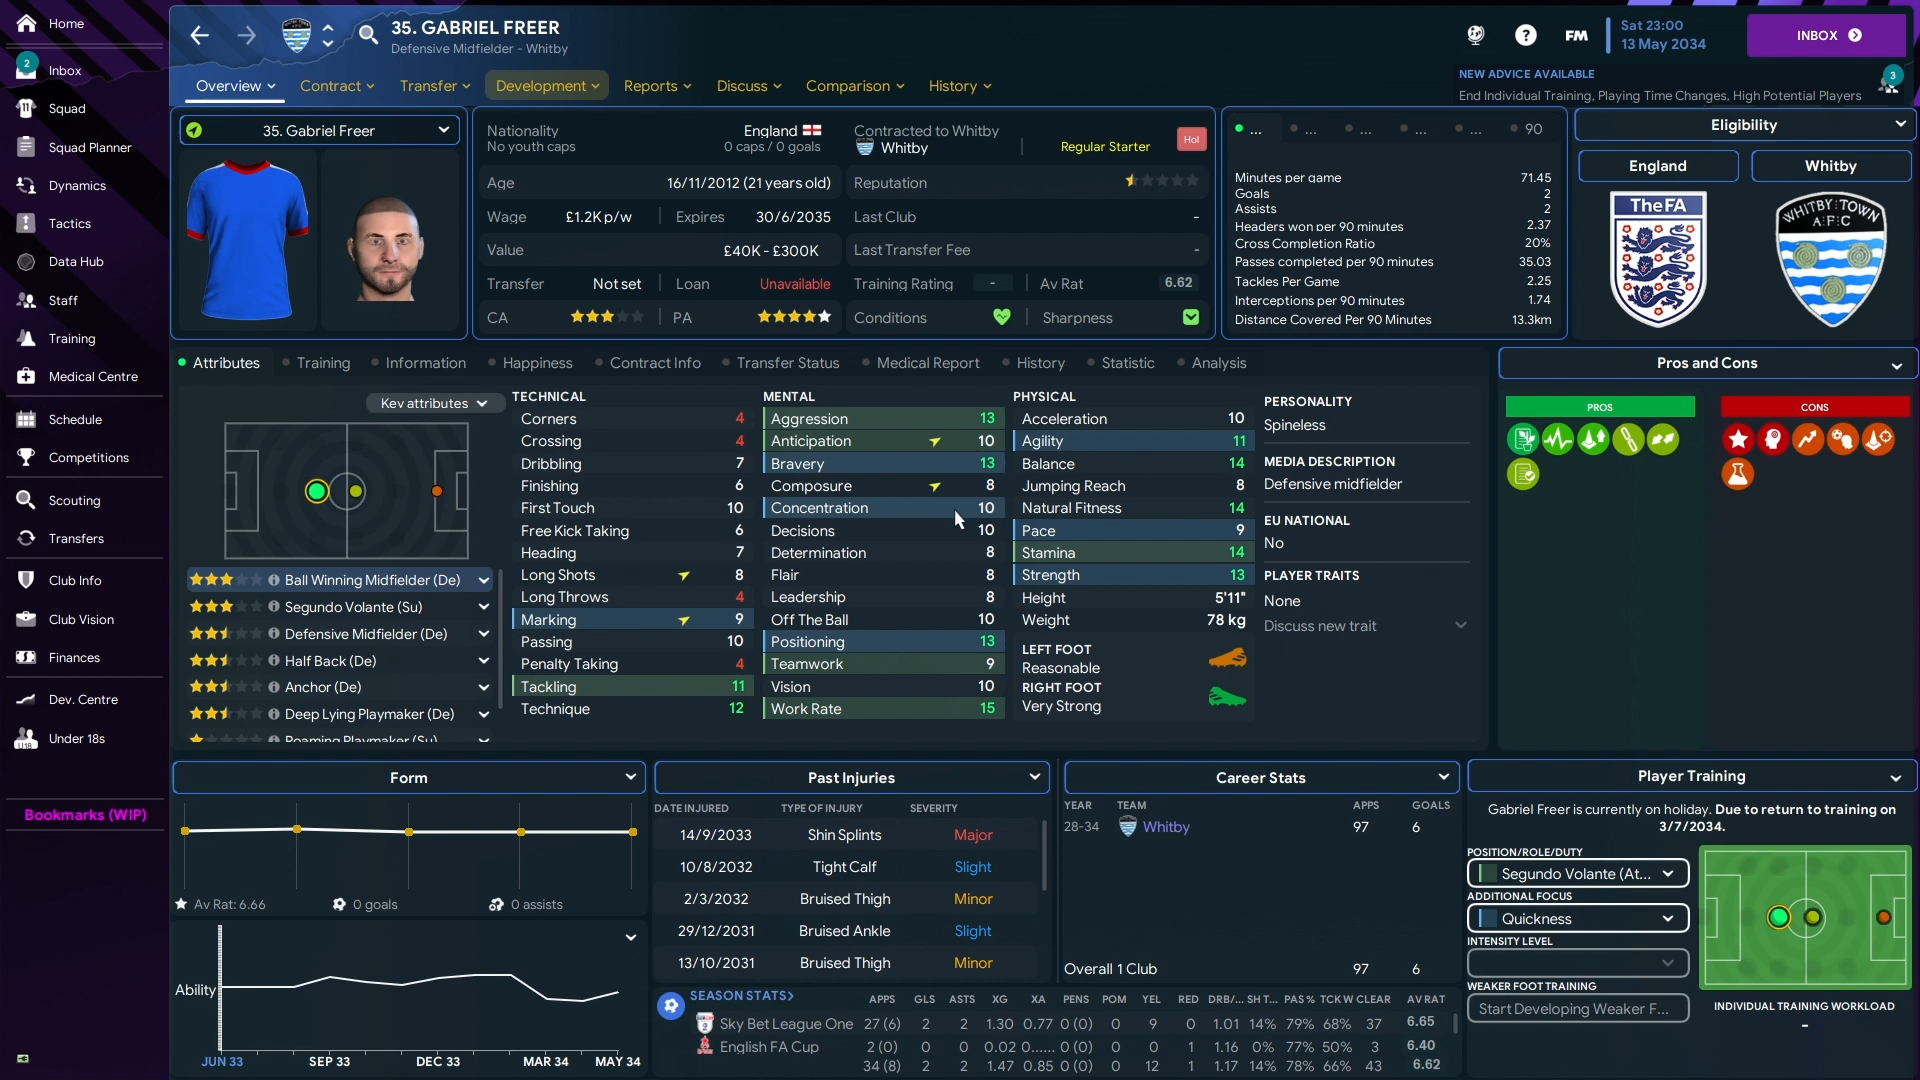 Home
2
Inbox
Squad
Squad Planner
Dynamics
Tactics
Data Hub
Staff
Training
Medical Centre
Schedule
Competitions
Scouting
Transfers
Club Info
Club Vision
Finances
Dev. Centre
Under 18s
Bookmarks (WIP)
35. GABRIEL FREER
Defensive Midfielder - Whitby
FM
Sat 23:00
13 May 2034
INBOX
Overview Contract Transfer Development Reports Discuss Comparison History
NEW ADVICE AVAILABLE
End Individual Training, Playing Time Changes, High Potential Players
3
35. Gabriel Freer
Nationality England
No youth caps 0 caps / 0 goals
Age 16/11/2012 (21 years old)
Wage £1.2K p/w Expires 30/6/2035
Value £40K - £300K
Transfer Not set Loan Unavailable
CA PA
Contracted to Whitby
Whitby Regular Starter Hol
Reputation
Last Club -
Last Transfer Fee -
Training Rating - Av Rat 6.62
Conditions Sharpness
... ... ... ... ... 90
Minutes per game 71.45
Goals 2
Assists 2
Headers won per 90 minutes 2.37
Cross Completion Ratio 20%
Passes completed per 90 minutes 35.03
Tackles Per Game 2.25
Interceptions per 90 minutes 1.74
Distance Covered Per 90 Minutes 13.3km
Eligibility
England Whitby
The FA
WHITBY TOWN
A.F.C
Attributes Training Information Happiness Contract Info Transfer Status Medical Report History Statistic Analysis
Key attributes
Ball Winning Midfielder (De)
Segundo Volante (Su)
Defensive Midfielder (De)
Half Back (De)
Anchor (De)
Deep Lying Playmaker (De)
Roaming Playmaker (Su)
TECHNICAL
Corners 4
Crossing 4
Dribbling 7
Finishing 6
First Touch 10
Free Kick Taking 6
Heading 7
Long Shots 8
Long Throws 4
Marking 9
Passing 10
Penalty Taking 4
Tackling 11
Technique 12
MENTAL
Aggression 13
Anticipation 10
Bravery 13
Composure 8
Concentration 10
Decisions 10
Determination 8
Flair 8
Leadership 8
Off The Ball 10
Positioning 13
Teamwork 9
Vision 10
Work Rate 15
PHYSICAL
Acceleration 10
Agility 11
Balance 14
Jumping Reach 8
Natural Fitness 14
Pace 9
Stamina 14
Strength 13
Height 5'11"
Weight 78 kg
LEFT FOOT
Reasonable
RIGHT FOOT
Very Strong
PERSONALITY
Spineless
MEDIA DESCRIPTION
Defensive midfielder
EU NATIONAL
No
PLAYER TRAITS
None
Discuss new trait
Pros and Cons
PROS CONS
Form
Av Rat: 6.66 0 goals 0 assists
Ability
JUN 33 SEP 33 DEC 33 MAR 34 MAY 34
Past Injuries
DATE INJURED TYPE OF INJURY SEVERITY
14/9/2033 Shin Splints Major
10/8/2032 Tight Calf Slight
2/3/2032 Bruised Thigh Minor
29/12/2031 Bruised Ankle Slight
13/10/2031 Bruised Thigh Minor
Career Stats
YEAR TEAM APPS GOALS
28-34 Whitby 97 6
Overall 1 Club 97 6
SEASON STATS> APPS GLS ASTS XG XA PENS POM YEL RED DRB/... SH T... PAS % TCK W CLEAR AV RAT
Sky Bet League One 27 (6) 2 2 1.30 0.77 0 (0) 0 9 0 1.01 14% 79% 68% 37 6.65
English FA Cup 2 (0) 0 0 0.02 0...... 0 (0) 0 0 1 1.16 0% 77% 50% 3 6.40
34 (8) 2 2 1.47 0.85 0 (0) 0 12 1 1.17 14% 78% 66% 43 6.62
Player Training
Gabriel Freer is currently on holiday. Due to return to training on
3/7/2034.
POSITION/ROLE/DUTY
Segundo Volante (At...
ADDITIONAL FOCUS
Quickness
INTENSITY LEVEL
WEAKER FOOT TRAINING
Start Developing Weaker F...
INDIVIDUAL TRAINING WORKLOAD
-